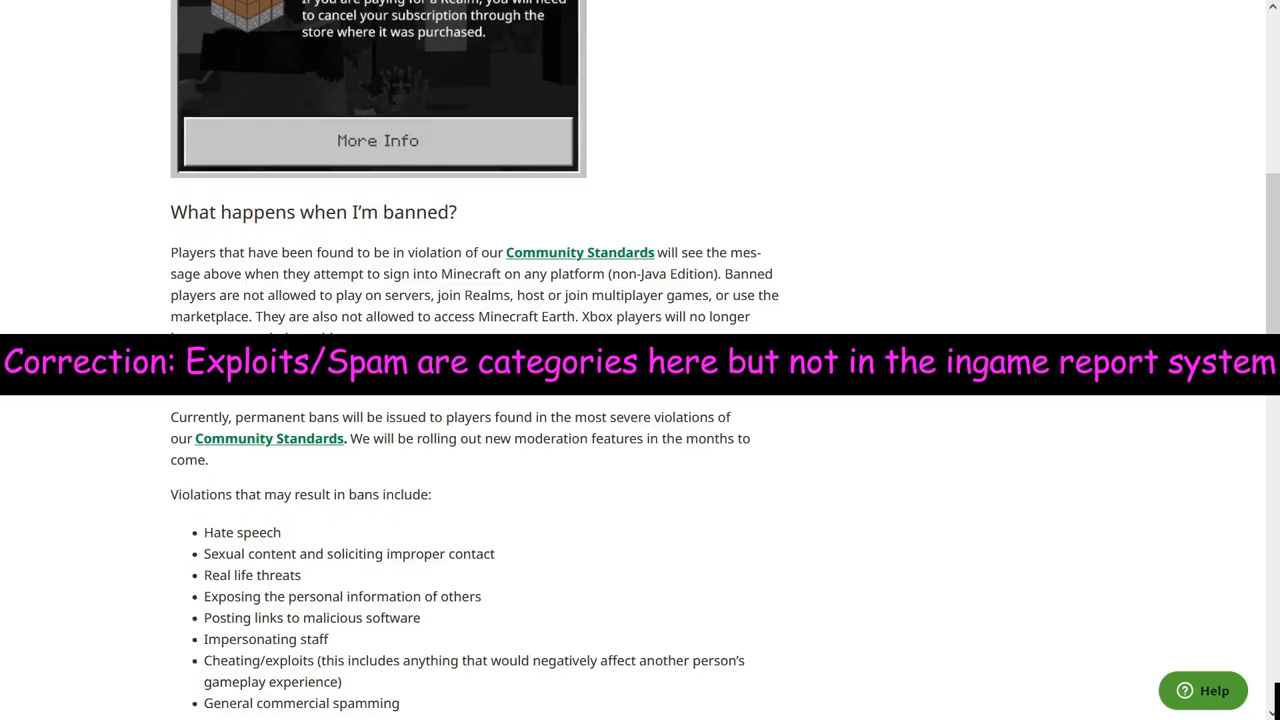 If you are paying for a Realm, you will need
to cancel your subscription through the
store where it was purchased.
More Info
What happens when I’m banned?
Players that have been found to be in violation of our Community Standards will see the mes-
sage above when they attempt to sign into Minecraft on any platform (non-Java Edition). Banned
players are not allowed to play on servers, join Realms, host or join multiplayer games, or use the
marketplace. They are also not allowed to access Minecraft Earth. Xbox players will no longer
Correction: Exploits/Spam are categories here but not in the ingame report system
Currently, permanent bans will be issued to players found in the most severe violations of
our Community Standards. We will be rolling out new moderation features in the months to
come.
Violations that may result in bans include:
• Hate speech
• Sexual content and soliciting improper contact
• Real life threats
• Exposing the personal information of others
• Posting links to malicious software
• Impersonating staff
• Cheating/exploits (this includes anything that would negatively affect another person’s
gameplay experience)
• General commercial spamming
Help